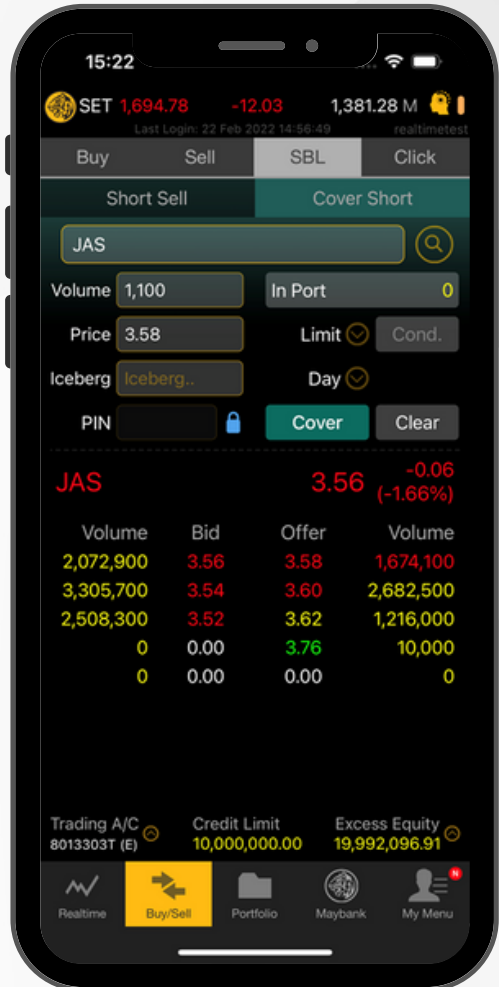 15:22
SET 1,694.78 -12.03 1,381.28 M
Last Login: 22 Feb 2022 14:56:49 realtimetest
Buy Sell SBL Click
Short Sell Cover Short
JAS
Volume 1,100 In Port 0
Price 3.58 Limit Cond.
Iceberg Iceberg.. Day
PIN Cover Clear
JAS 3.56 -0.06
(-1.66%)
Volume Bid Offer Volume
2,072,900 3.56 3.58 1,674,100
3,305,700 3.54 3.60 2,682,500
2,508,300 3.52 3.62 1,216,000
0 0.00 3.76 10,000
0 0.00 0.00 0
Trading A/C Credit Limit Excess Equity
8013303T (E) 10,000,000.00 19,992,096.91
N
Realtime Buy/Sell Portfolio Maybank My Menu